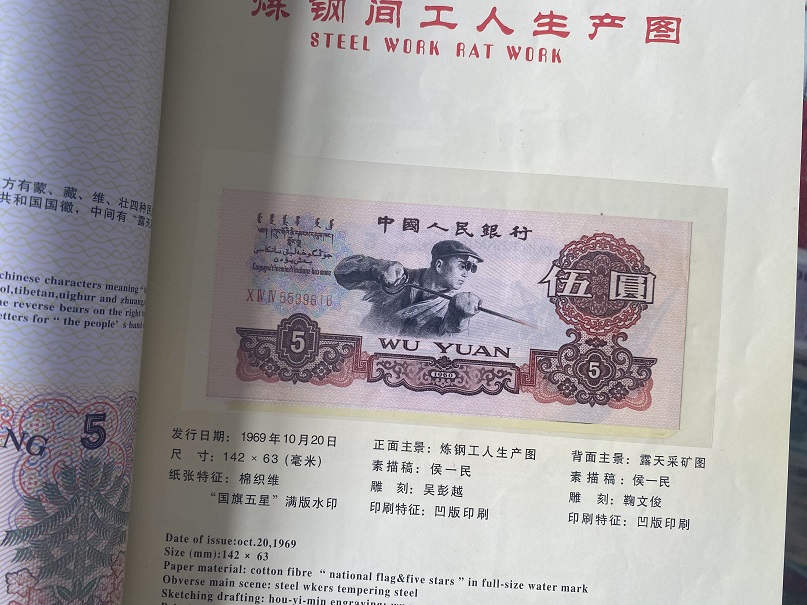 炼钢间工人生产图
STEEL WORK RAT WORK
方有蒙、藏、维、壮四种民
共和国国徽，中间有“露天
chinese characters meaning
ol,tibetan,uighur and zhuang
he reverse bears on the right
etters for “ the people’ s ban
NG 5
中國人民銀行
伍圓
XⅣⅣ 5539816
5
WU YUAN
1960
5
发行日期：1969年10月20日
尺 寸：142 × 63（毫米）
纸张特征：棉织维
“国旗五星”满版水印
正面主景：炼钢工人生产图
素描稿：侯一民
雕 刻：吴彭越
印刷特征：凹版印刷
背面主景：露天采矿图
素描稿：侯一民
雕 刻：鞠文俊
印刷特征：凹版印刷
Date of issue:oct.20,1969
Size (mm):142 × 63
Paper material: cotton fibre “ national flag&five stars ” in full-size water mark
Obverse main scene: steel wkers tempering steel
Sketching drafting: hou-yi-min engraving: